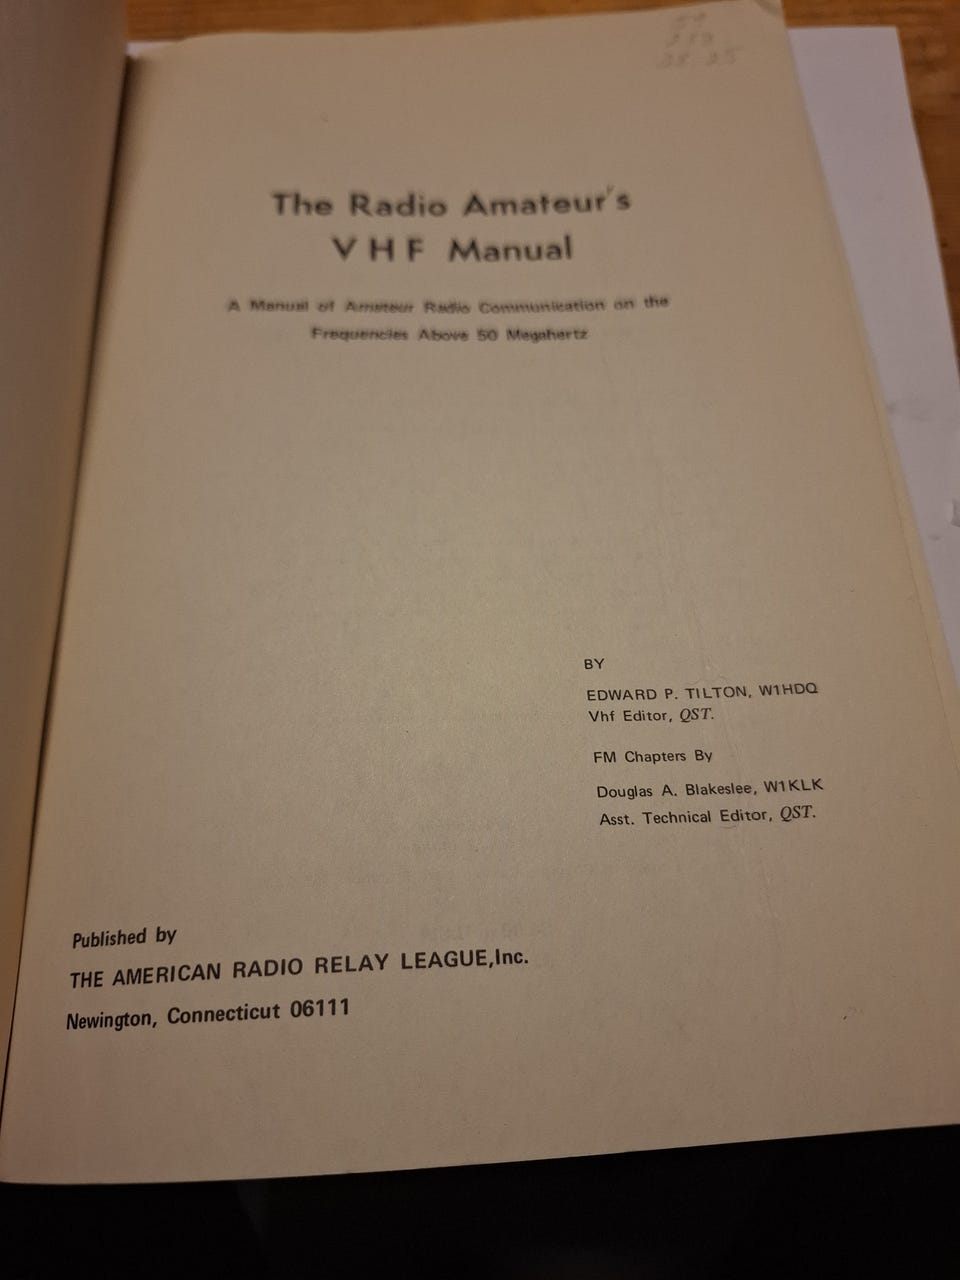 The Radio Amateur's
VHF Manual
A Manual of Amateur Radio Communication on the
Frequencies Above 50 Megahertz
BY
EDWARD P. TILTON, W1HDQ
Vhf Editor, QST.
FM Chapters By
Douglas A. Blakeslee, W1KLK
Asst. Technical Editor, QST.
Published by
THE AMERICAN RADIO RELAY LEAGUE,Inc.
Newington, Connecticut 06111